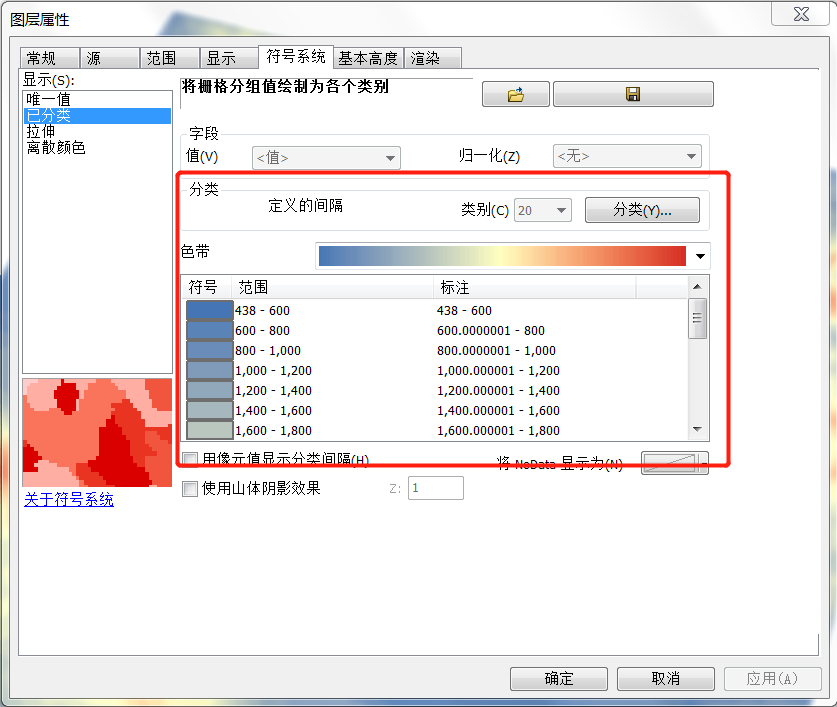 图层属性
常规 源 范围 显示 符号系统 基本高度 渲染
显示(S):
唯一值
已分类
拉伸
离散颜色
将栅格分组值绘制为各个类别
字段
值(V) <值> 归一化(Z) <无>
分类
定义的间隔 类别(C) 20 分类(Y)...
色带
符号 范围 标注
438 - 600 438 - 600
600 - 800 600.0000001 - 800
800 - 1,000 800.0000001 - 1,000
1,000 - 1,200 1,000.000001 - 1,200
1,200 - 1,400 1,200.000001 - 1,400
1,400 - 1,600 1,400.000001 - 1,600
1,600 - 1,800 1,600.000001 - 1,800
用像元值显示分类间隔(H) 将 NoData 显示为(N)
使用山体阴影效果 Z: 1
关于符号系统
确定 取消 应用(A)